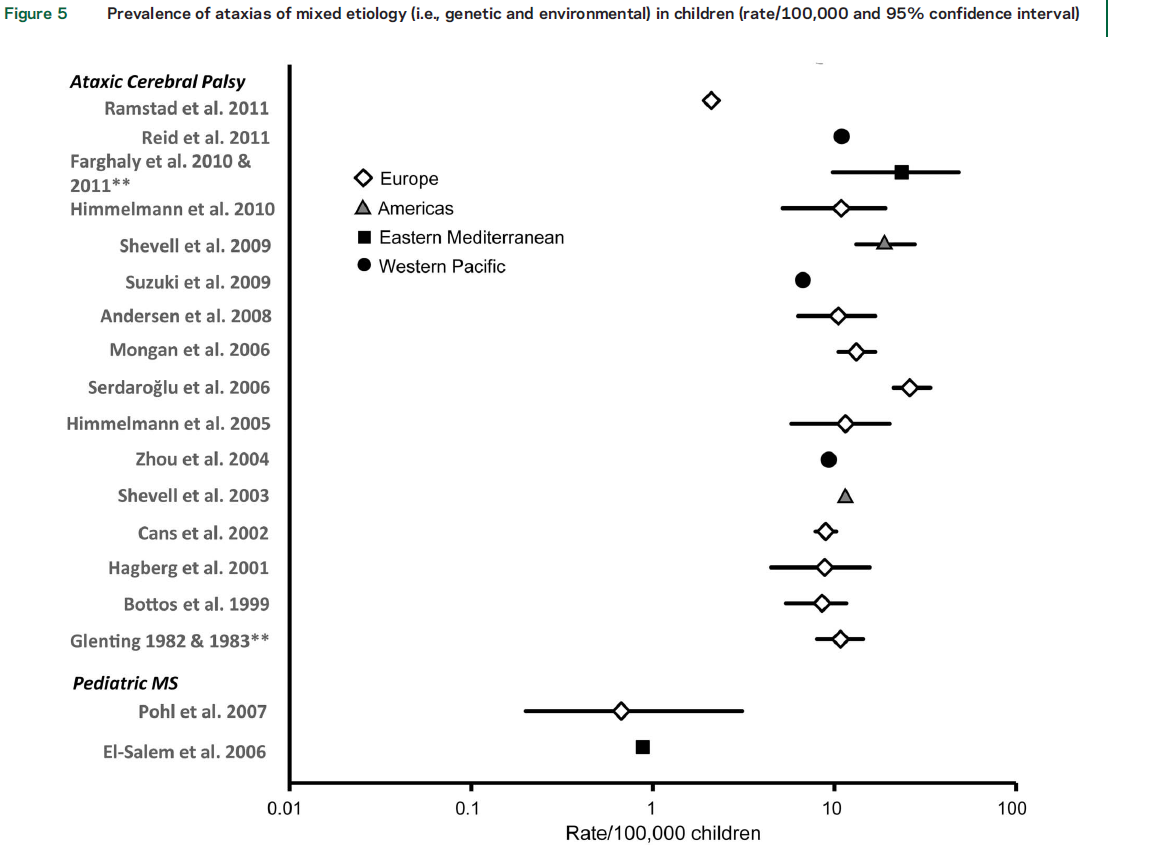 Figure 5 Prevalence of ataxias of mixed etiology (i.e., genetic and environmental) in children (rate/100,000 and 95% confidence interval)
Ataxic Cerebral Palsy
Ramstad et al. 2011
Reid et al. 2011
Farghaly et al. 2010 &
2011**
Himmelmann et al. 2010
Shevell et al. 2009
Suzuki et al. 2009
Andersen et al. 2008
Mongan et al. 2006
Serdaroğlu et al. 2006
Himmelmann et al. 2005
Zhou et al. 2004
Shevell et al. 2003
Cans et al. 2002
Hagberg et al. 2001
Bottos et al. 1999
Glenting 1982 & 1983**
Pediatric MS
Pohl et al. 2007
El-Salem et al. 2006
Europe
Americas
Eastern Mediterranean
Western Pacific
0.01 0.1 1 10 100
Rate/100,000 children